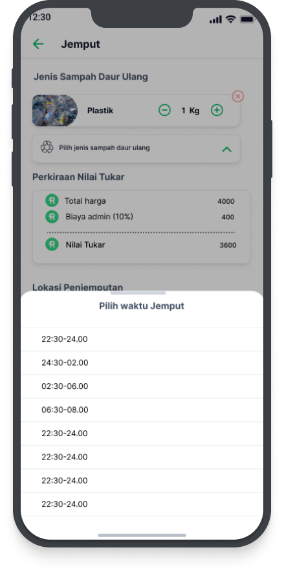 12:30
Jemput
Jenis Sampah Daur Ulang
Plastik
1 Kg
Pilih jenis sampah daur ulang
Perkiraan Nilai Tukar
Total harga 4000
Biaya admin (10%) 400
Nilai Tukar 3600
Lokasi Penjemputan
Pilih waktu Jemput
22:30-24.00
24:30-02.00
02:30-06.00
06:30-08.00
22:30-24.00
22:30-24.00
22:30-24.00
22:30-24.00